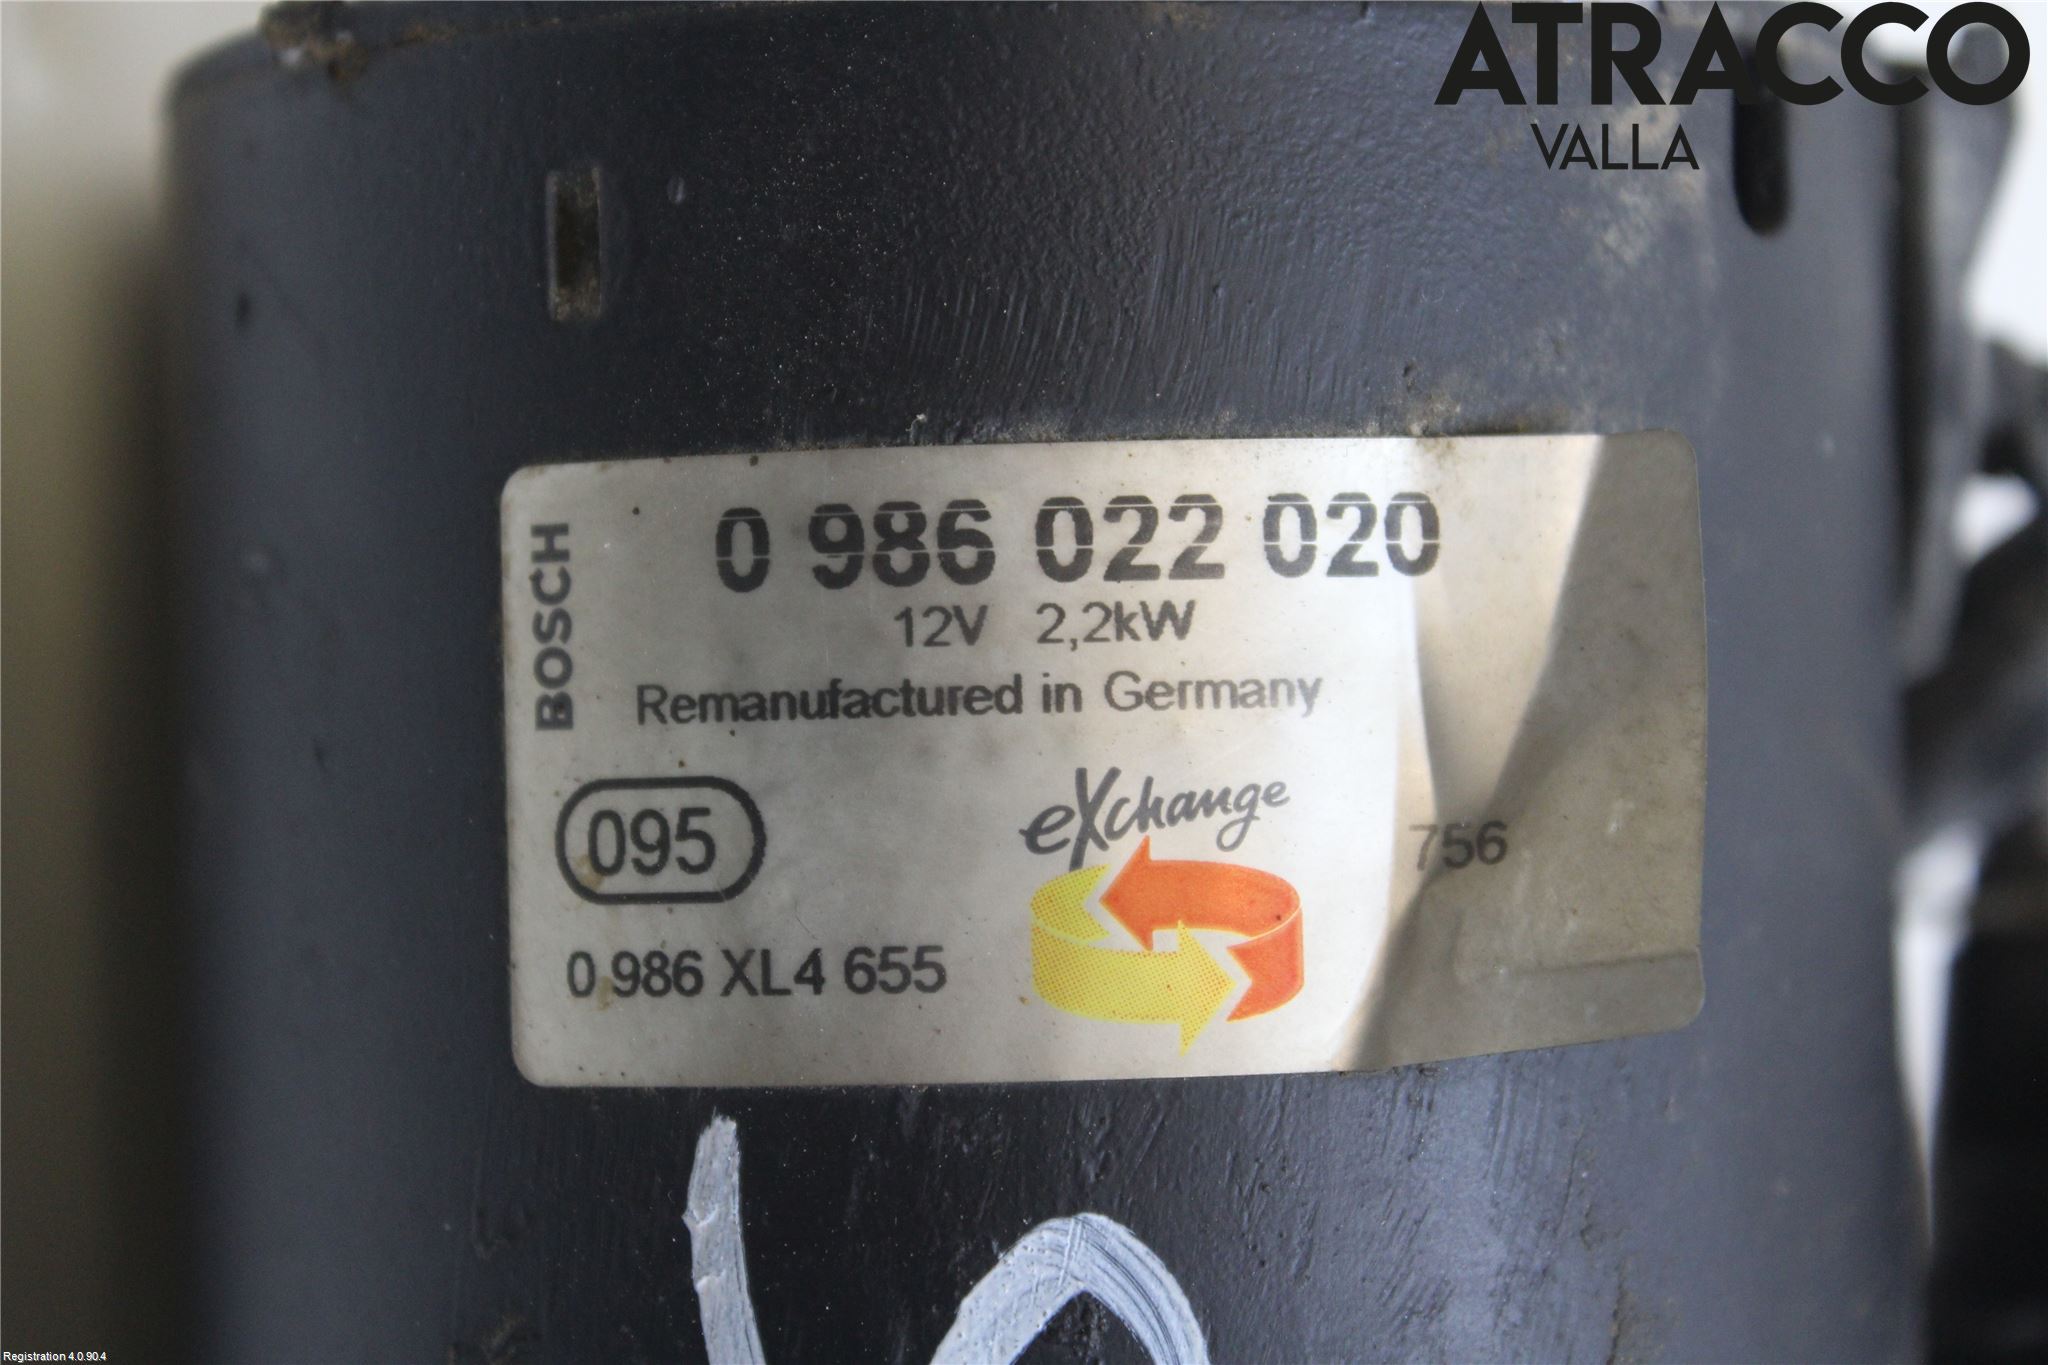 ATRACCO
VALLA
BOSCH
0 986 022 020
12V 2,2kW
Remanufactured in Germany
095
eXchange
756
0 986 XL4 655
Registration 4.0.90.4